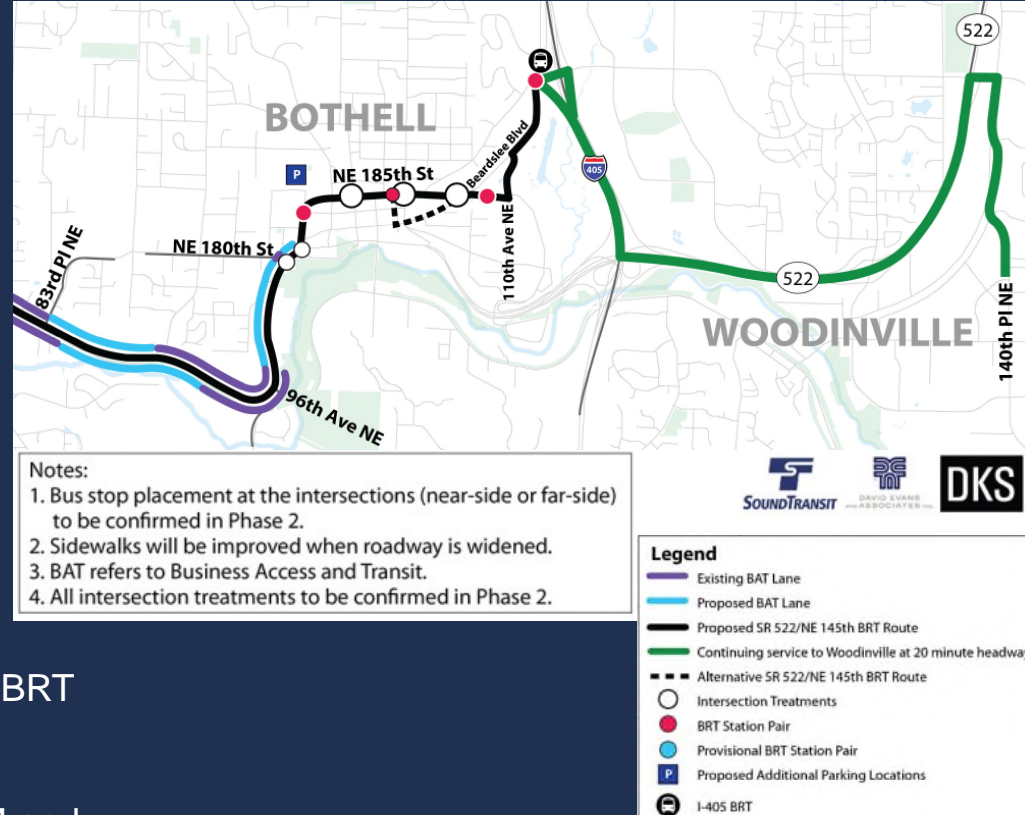 522
BOTHELL
Beardslee Blvd
P
NE 185th St
405
110th Ave NE
83rd Pl NE
NE 180th St
522
WOODINVILLE
140th Pl NE
96th Ave NE
Notes:
1. Bus stop placement at the intersections (near-side or far-side)
to be confirmed in Phase 2.
2. Sidewalks will be improved when roadway is widened.
3. BAT refers to Business Access and Transit.
4. All intersection treatments to be confirmed in Phase 2.
SOUNDTRANSIT
DAVID EVANS
AND ASSOCIATES INC.
DKS
Legend
Existing BAT Lane
Proposed BAT Lane
Proposed SR 522/NE 145th BRT Route
Continuing service to Woodinville at 20 minute headway
Alternative SR 522/NE 145th BRT Route
Intersection Treatments
BRT Station Pair
Provisional BRT Station Pair
P Proposed Additional Parking Locations
I-405 BRT
BRT